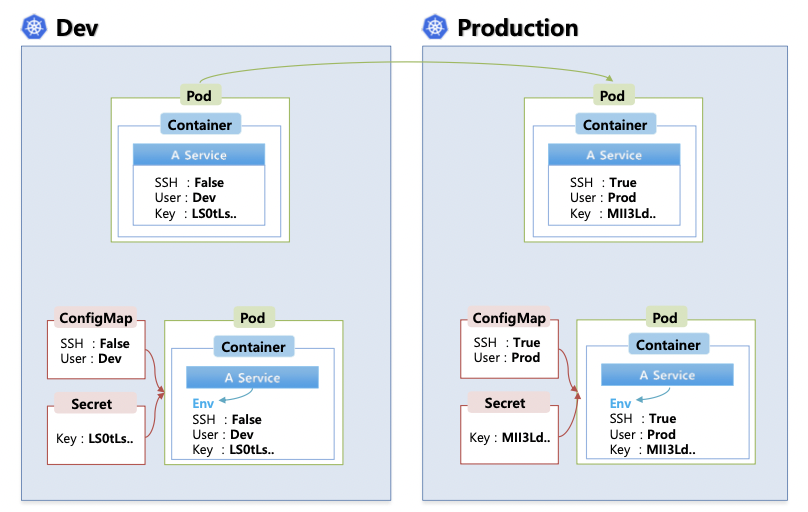 Dev
Pod
Container
A Service
SSH : False
User : Dev
Key : LS0tLs..
ConfigMap
SSH : False
User : Dev
Secret
Key : LS0tLs..
Pod
Container
A Service
Env
SSH : False
User : Dev
Key : LS0tLs..
Production
Pod
Container
A Service
SSH : True
User : Prod
Key : MII3Ld..
ConfigMap
SSH : True
User : Prod
Secret
Key : MII3Ld..
Pod
Container
A Service
Env
SSH : True
User : Prod
Key : MII3Ld..